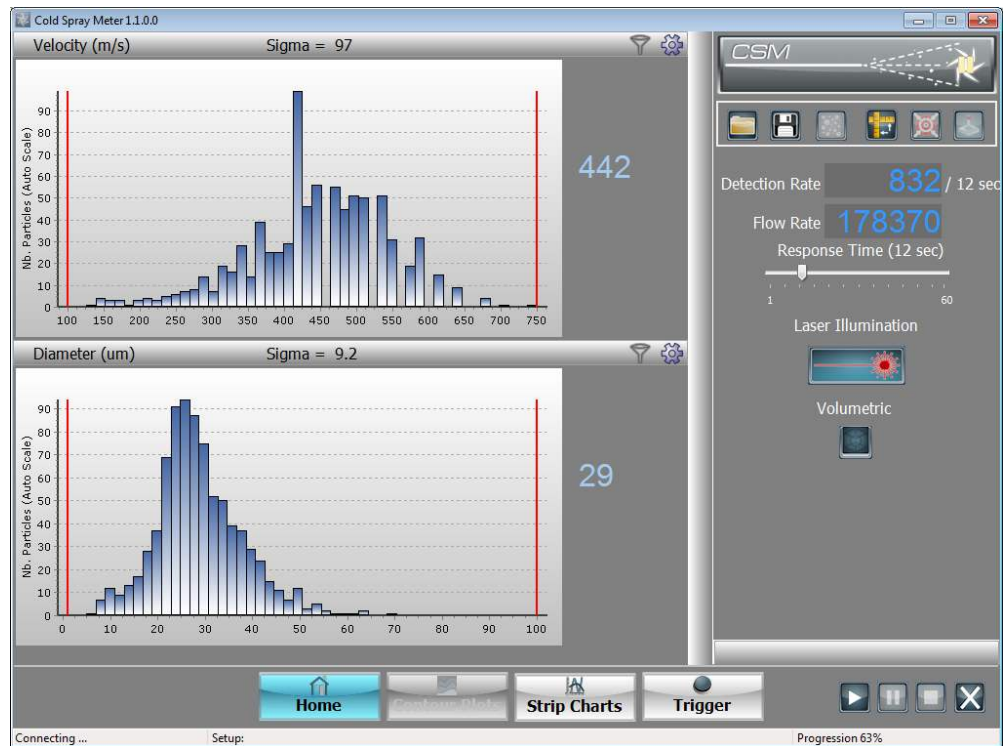 Cold Spray Meter 1.1.0.0
Velocity (m/s) Sigma = 97
Nb. Particles (Auto Scale)
90
80
70
60
50
40
30
20
10
0
100 150 200 250 300 350 400 450 500 550 600 650 700 750
442
Diameter (um) Sigma = 9.2
Nb. Particles (Auto Scale)
90
80
70
60
50
40
30
20
10
0
0 10 20 30 40 50 60 70 80 90 100
29
CSM
Detection Rate 832 / 12 sec
Flow Rate 178370
Response Time (12 sec)
1 60
Laser Illumination
Volumetric
Home Contour Plots Strip Charts Trigger
Connecting ... Setup: Progression 63%